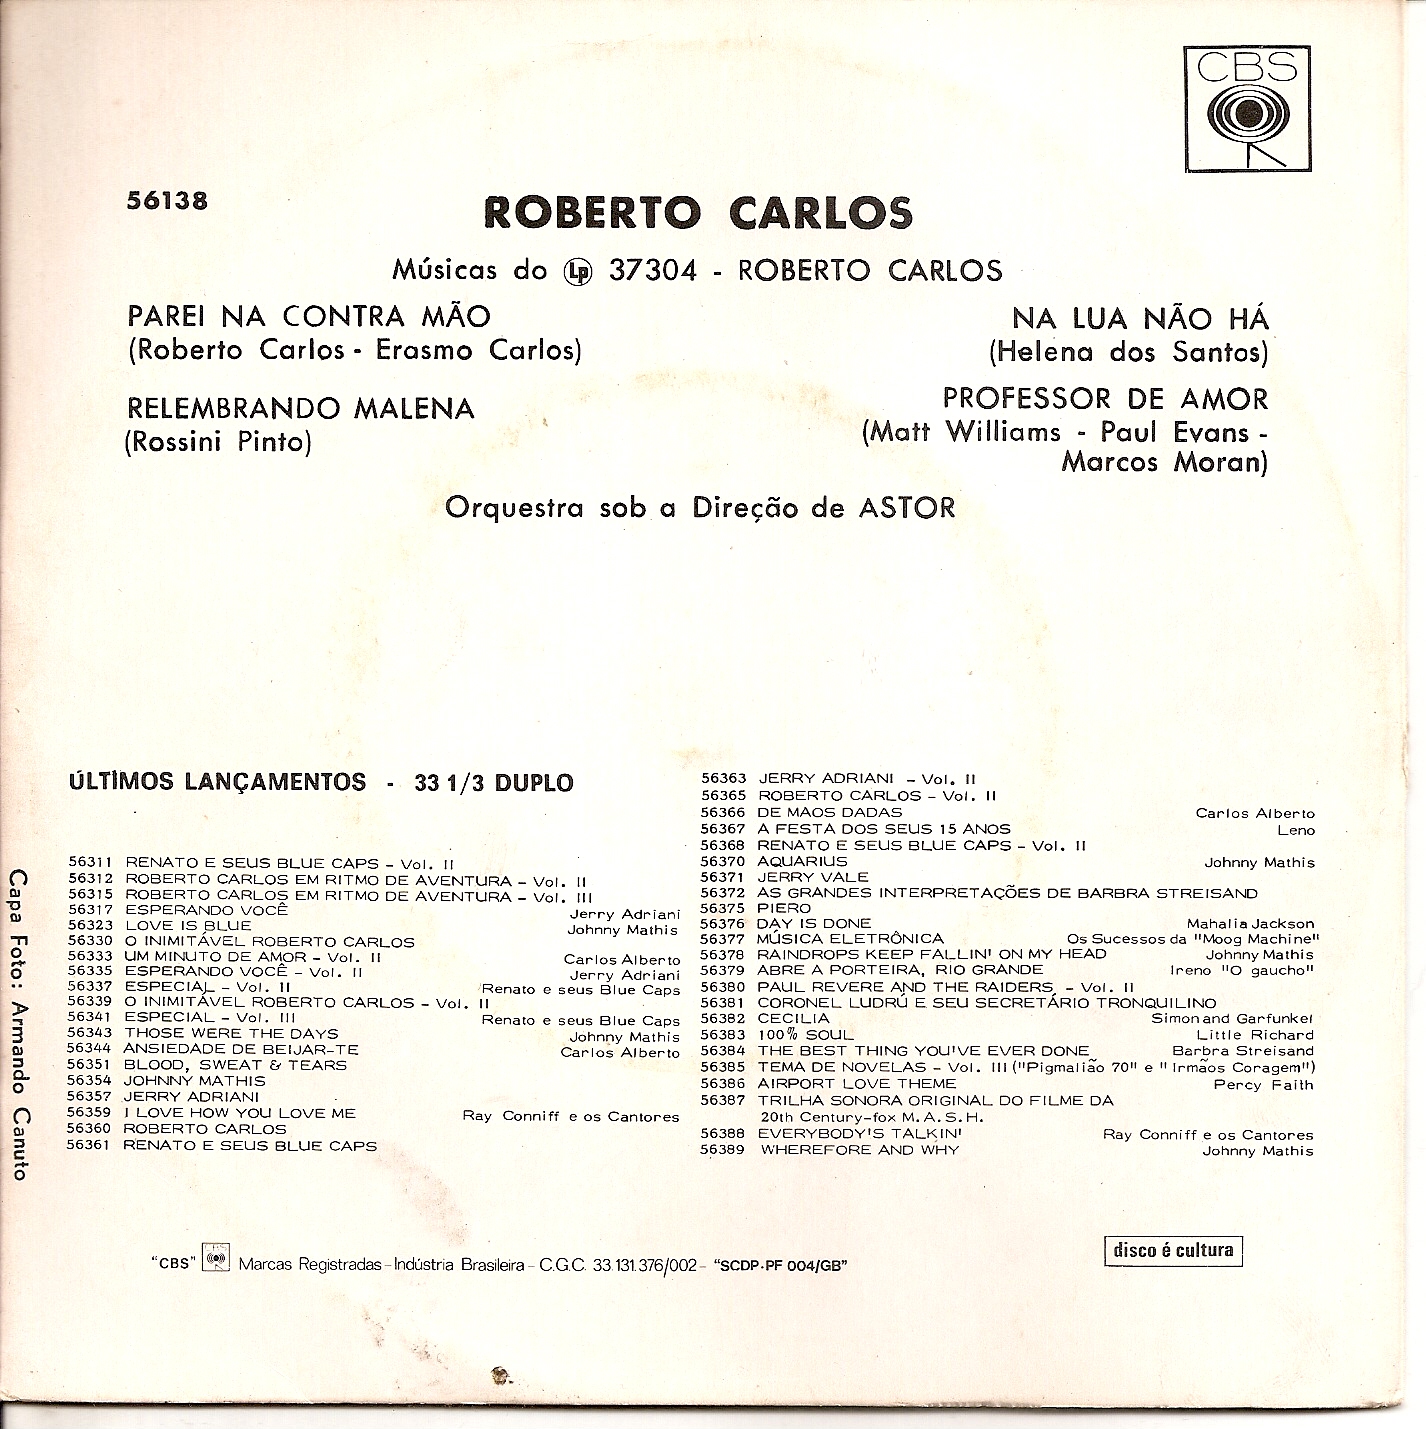 CBS
56138
ROBERTO CARLOS
Músicas do Lp 37304 - ROBERTO CARLOS
PAREI NA CONTRA MÃO
(Roberto Carlos - Erasmo Carlos)
RELEMBRANDO MALENA
(Rossini Pinto)
NA LUA NÃO HÁ
(Helena dos Santos)
PROFESSOR DE AMOR
(Matt Williams - Paul Evans -
Marcos Moran)
Orquestra sob a Direção de ASTOR
ÚLTIMOS LANÇAMENTOS - 33 1/3 DUPLO
56311 RENATO E SEUS BLUE CAPS - Vol. II
56312 ROBERTO CARLOS EM RITMO DE AVENTURA - Vol. II
56315 ROBERTO CARLOS EM RITMO DE AVENTURA - Vol. III
56317 ESPERANDO VOCÊ Jerry Adriani
56323 LOVE IS BLUE Johnny Mathis
56330 O INIMITÁVEL ROBERTO CARLOS
56333 UM MINUTO DE AMOR - Vol. II Carlos Alberto
56335 ESPERANDO VOCÊ - Vol. II Jerry Adriani
56337 ESPECIAL - Vol. II Renato e seus Blue Caps
56339 O INIMITÁVEL ROBERTO CARLOS - Vol. II
56341 ESPECIAL - Vol. III Renato e seus Blue Caps
56343 THOSE WERE THE DAYS Johnny Mathis
56344 ANSIEDADE DE BEIJAR-TE Carlos Alberto
56351 BLOOD, SWEAT & TEARS
56354 JOHNNY MATHIS
56357 JERRY ADRIANI
56359 I LOVE HOW YOU LOVE ME Ray Conniff e os Cantores
56360 ROBERTO CARLOS
56361 RENATO E SEUS BLUE CAPS
56363 JERRY ADRIANI - Vol. II
56365 ROBERTO CARLOS - Vol. II
56366 DE MAOS DADAS Carlos Alberto
56367 A FESTA DOS SEUS 15 ANOS Leno
56368 RENATO E SEUS BLUE CAPS - Vol. II
56370 AQUARIUS Johnny Mathis
56371 JERRY VALE
56372 AS GRANDES INTERPRETAÇÕES DE BARBRA STREISAND
56375 PIERO
56376 DAY IS DONE Mahalia Jackson
56377 MÚSICA ELETRÔNICA Os Sucessos da "Moog Machine"
56378 RAINDROPS KEEP FALLIN' ON MY HEAD Johnny Mathis
56379 ABRE A PORTEIRA, RIO GRANDE Ireno "O gaucho"
56380 PAUL REVERE AND THE RAIDERS - Vol. II
56381 CORONEL LUDRÚ E SEU SECRETÁRIO TRONQUILINO
56382 CECILIA Simon and Garfunkel
56383 100% SOUL Little Richard
56384 THE BEST THING YOU'VE EVER DONE Barbra Streisand
56385 TEMA DE NOVELAS - Vol. III ("Pigmalião 70" e "Irmãos Coragem")
56386 AIRPORT LOVE THEME Percy Faith
56387 TRILHA SONORA ORIGINAL DO FILME DA
20th Century-fox M.A.S.H.
56388 EVERYBODY'S TALKIN' Ray Conniff e os Cantores
56389 WHEREFORE AND WHY Johnny Mathis
Capa Foto: Armando Canuto
"CBS" Marcas Registradas - Indústria Brasileira - C.G.C. 33.131.376/002 - "SCDP-PF 004/GB"
disco é cultura